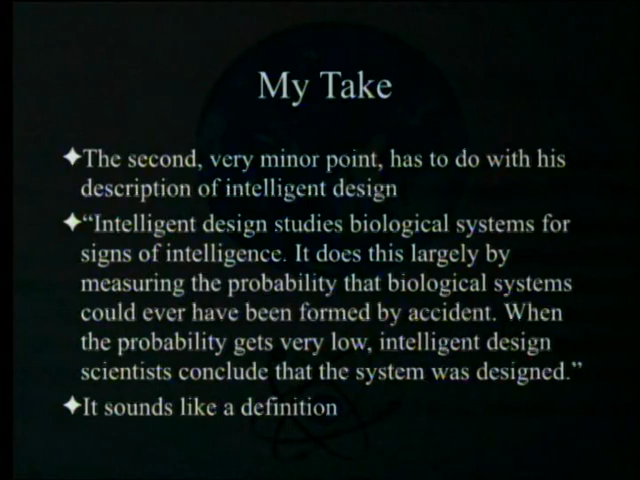 My Take
✦The second, very minor point, has to do with his
description of intelligent design
✦“Intelligent design studies biological systems for
signs of intelligence. It does this largely by
measuring the probability that biological systems
could ever have been formed by accident. When
the probability gets very low, intelligent design
scientists conclude that the system was designed.”
✦It sounds like a definition